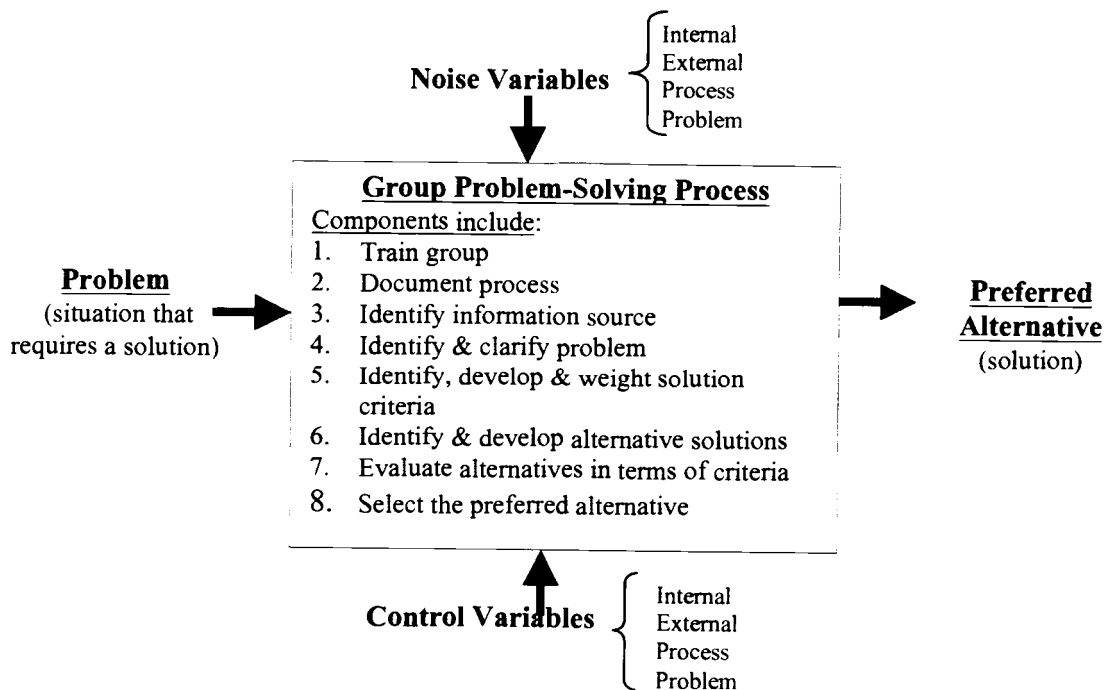 Internal
External
Noise Variables
Process
Problem
Group Problem-Solving Process
Components include:
1. Train group
2. Document process
3. Identify information source
4. Identify & clarify problem
5. Identify, develop & weight solution
criteria
6. Identify & develop alternative solutions
7. Evaluate alternatives in terms of criteria
8. Select the preferred alternative
Problem
(situation that
requires a solution)
Preferred
Alternative
(solution)
Internal
Control Variables
External
Process
Problem